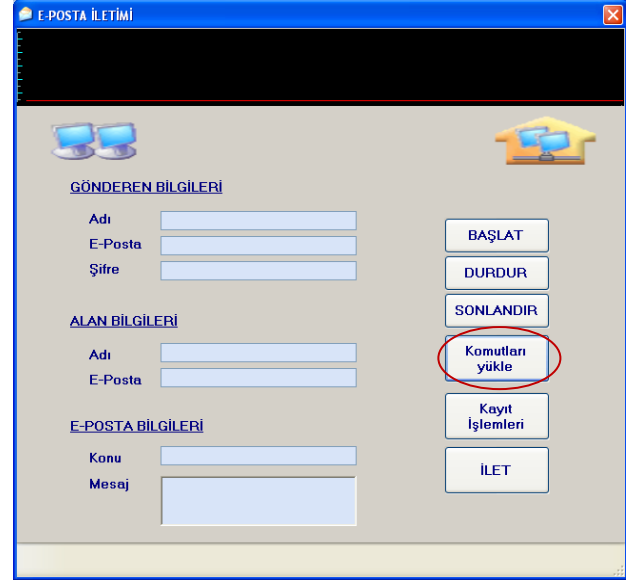 E-POSTA İLETİMİ
GÖNDEREN BİLGİLERİ
Adı
E-Posta
Şifre
ALAN BİLGİLERİ
Adı
E-Posta
E-POSTA BİLGİLERİ
Konu
Mesaj
BAŞLAT
DURDUR
SONLANDIR
Komutları
yükle
Kayıt
İşlemleri
İLET